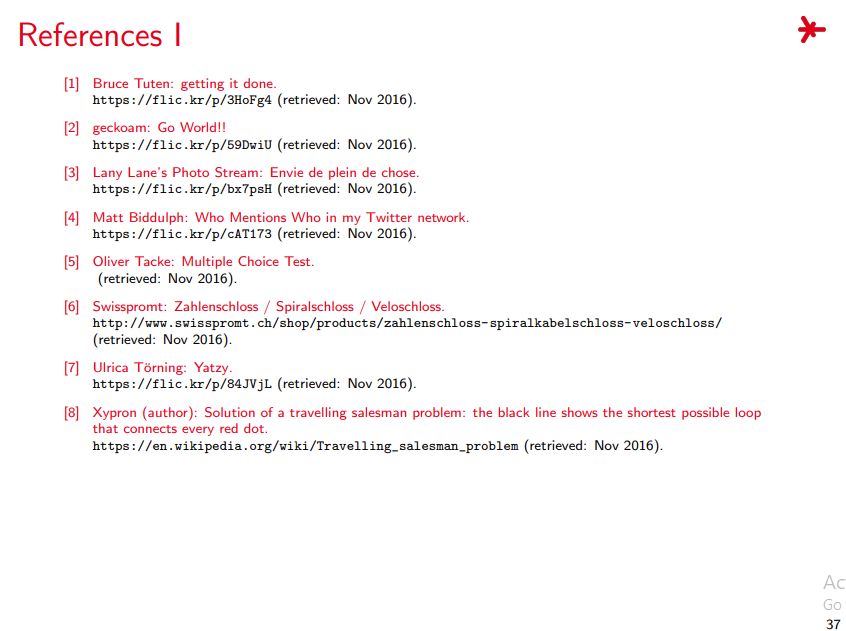 References I
[1] Bruce Tuten: getting it done.
https://flic.kr/p/3HoFg4 (retrieved: Nov 2016).
[2] geckoam: Go World!!
https://flic.kr/p/59DwiU (retrieved: Nov 2016).
[3] Lany Lane's Photo Stream: Envie de plein de chose.
https://flic.kr/p/bx7psH (retrieved: Nov 2016).
[4] Matt Biddulph: Who Mentions Who in my Twitter network.
https://flic.kr/p/cAT173 (retrieved: Nov 2016).
[5] Oliver Tacke: Multiple Choice Test.
(retrieved: Nov 2016).
[6] Swisspromt: Zahlenschloss / Spiralschloss / Veloschloss.
http://www.swisspromt.ch/shop/products/zahlenschloss-spiralkabelschloss-veloschloss/
(retrieved: Nov 2016).
[7] Ulrica Törning: Yatzy.
https://flic.kr/p/84JVjL (retrieved: Nov 2016).
[8] Xypron (author): Solution of a travelling salesman problem: the black line shows the shortest possible loop
that connects every red dot.
https://en.wikipedia.org/wiki/Travelling_salesman_problem (retrieved: Nov 2016).
Ac
Go
37